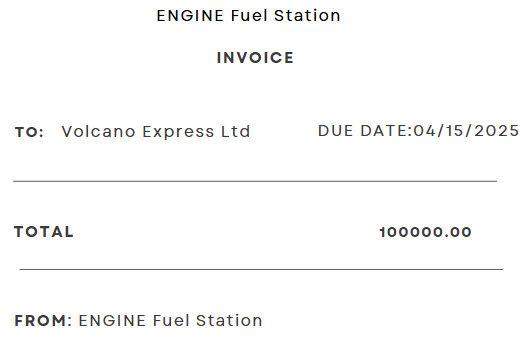 ENGINE Fuel Station
INVOICE
TO: Volcano Express Ltd DUE DATE:04/15/2025
TOTAL 100000.00
FROM: ENGINE Fuel Station